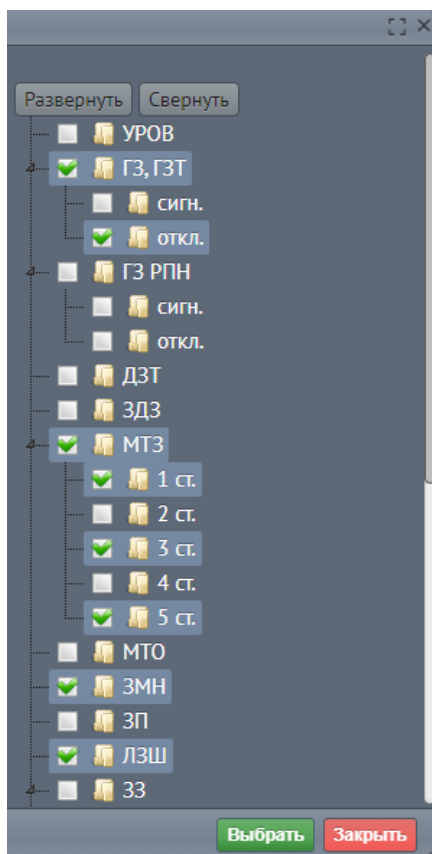 Развернуть Свернуть
УРОВ
ГЗ, ГЗТ
сигн.
откл.
ГЗ РПН
сигн.
откл.
ДЗТ
ЗДЗ
МТЗ
1 ст.
2 ст.
3 ст.
4 ст.
5 ст.
МТО
ЗМН
ЗП
ЛЗШ
ЗЗ
Выбрать Закрыть